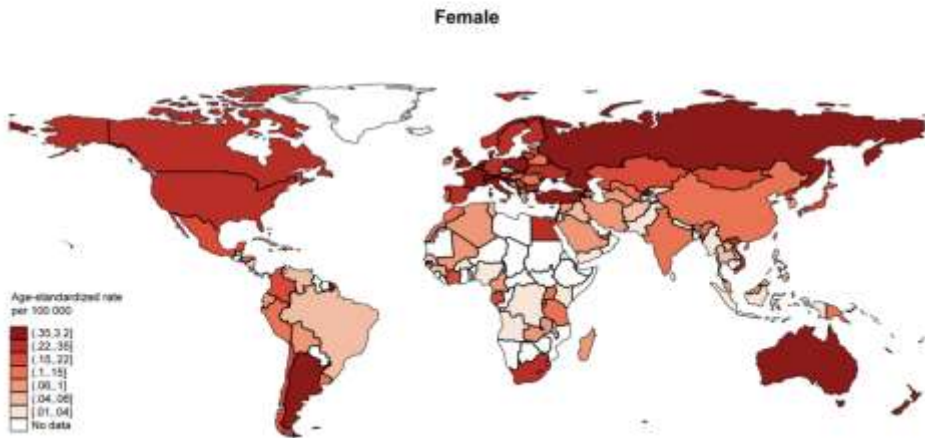 Female
Age-standardized rate
per 100 000
(.35,3.2]
(.22,.35]
(.15,.22]
(.1,.15]
(.06,.1]
(.04,.06]
(.01,.04]
No data